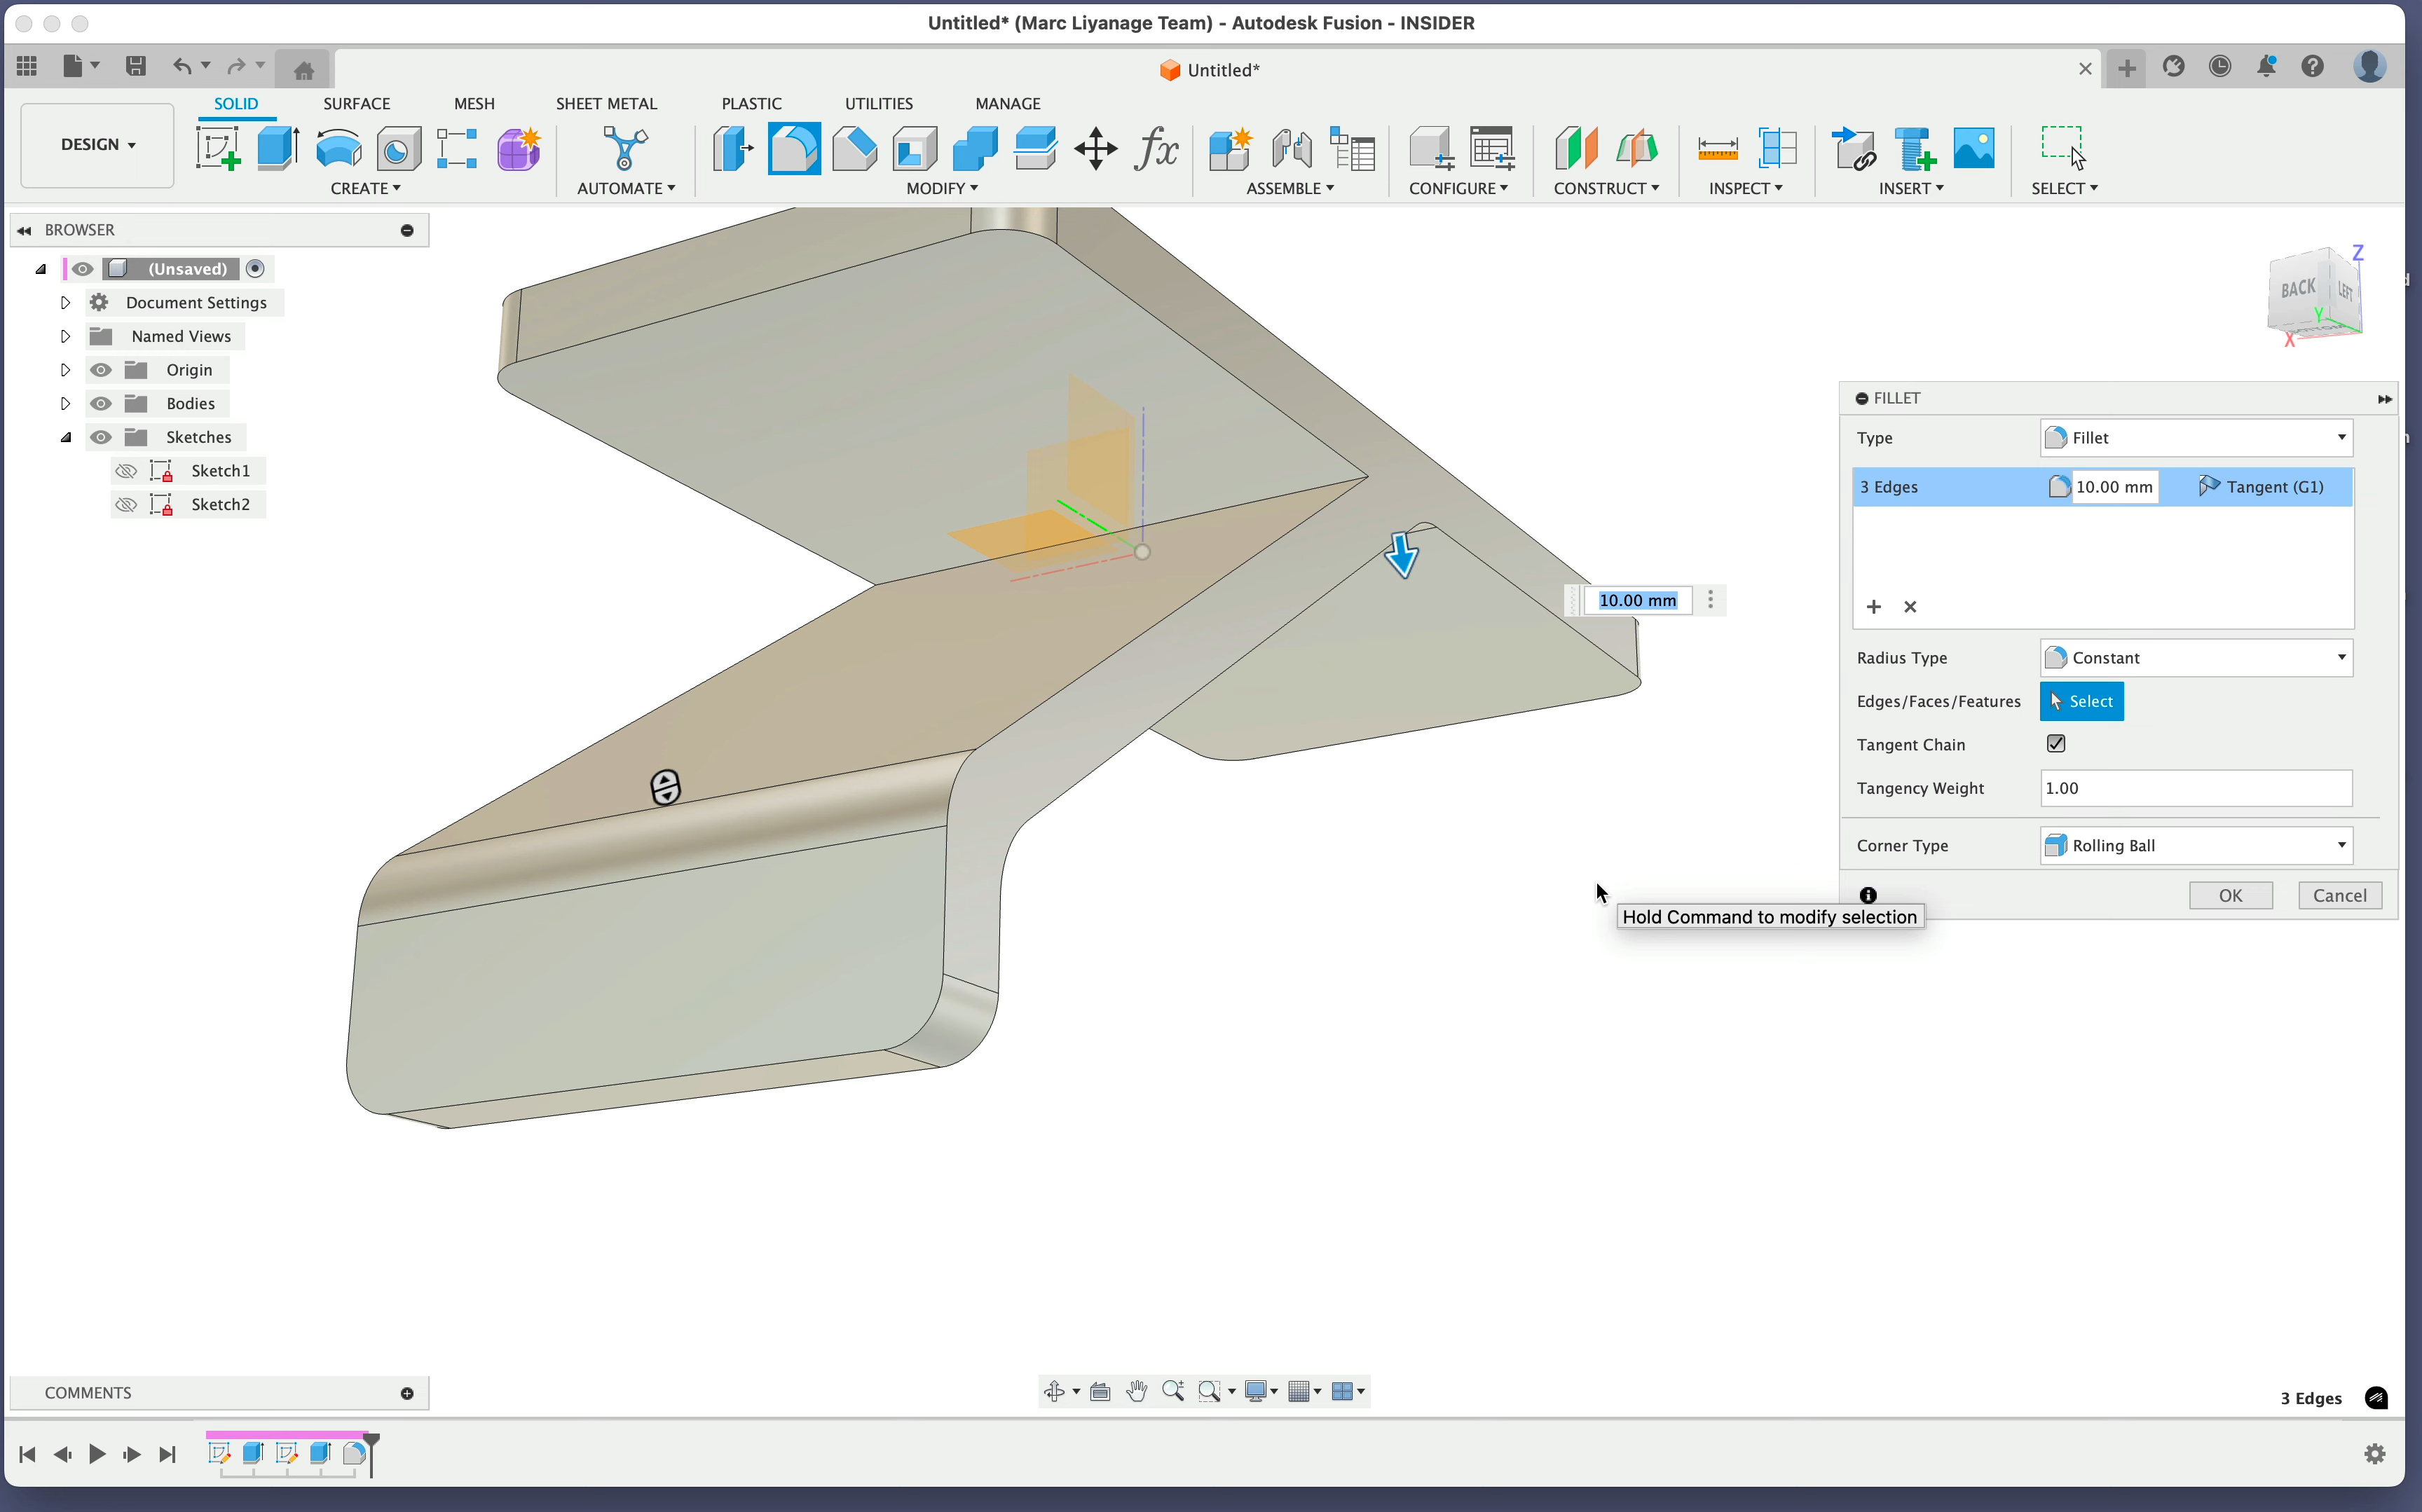 Untitled* (Marc Liyanage Team) - Autodesk Fusion - INSIDER
Untitled*
SOLID SURFACE MESH SHEET METAL PLASTIC UTILITIES MANAGE
DESIGN
CREATE AUTOMATE MODIFY ASSEMBLE CONFIGURE CONSTRUCT INSPECT INSERT SELECT
fx
BROWSER
(Unsaved)
Document Settings
Named Views
Origin
Bodies
Sketches
Sketch1
Sketch2
Z
BACK LEFT
Y
BOTTOM
X
FILLET
Type Fillet
3 Edges 10.00 mm Tangent (G1)
10.00 mm
Radius Type Constant
Edges/Faces/Features Select
Tangent Chain
Tangency Weight 1.00
Corner Type Rolling Ball
OK Cancel
Hold Command to modify selection
COMMENTS
3 Edges